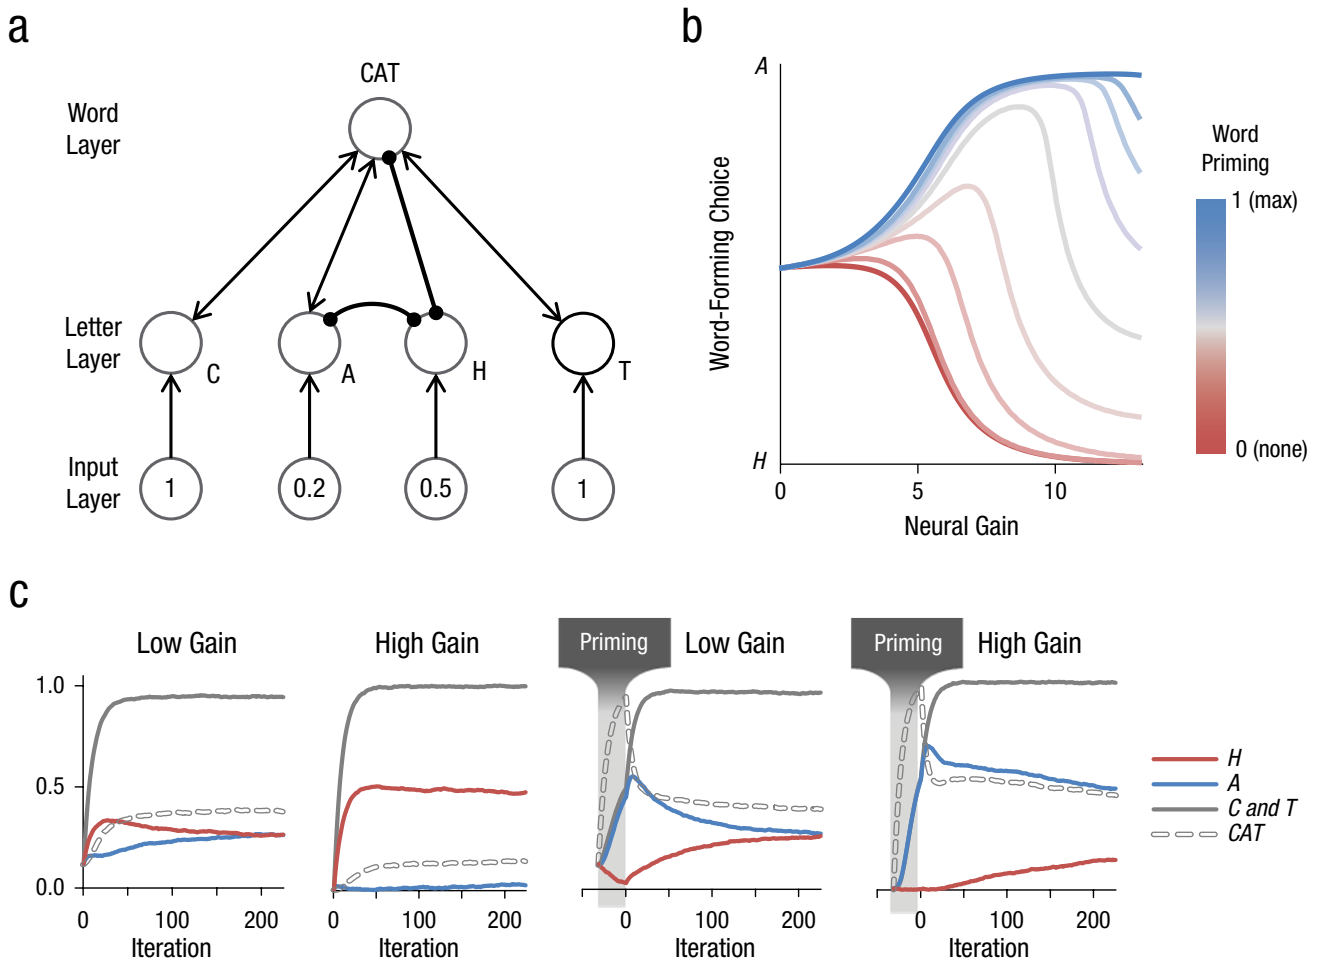 a
CAT
Word
Layer
Letter
Layer
C
A
H
T
Input
Layer
1
0.2
0.5
1
b
A
Word-Forming Choice
H
0
5
10
Neural Gain
Word
Priming
1 (max)
0 (none)
c
Low Gain
High Gain
Priming
Low Gain
Priming
High Gain
1.0
0.5
0.0
0
100
200
Iteration
0
100
200
Iteration
0
100
200
Iteration
0
100
200
Iteration
H
A
C and T
CAT